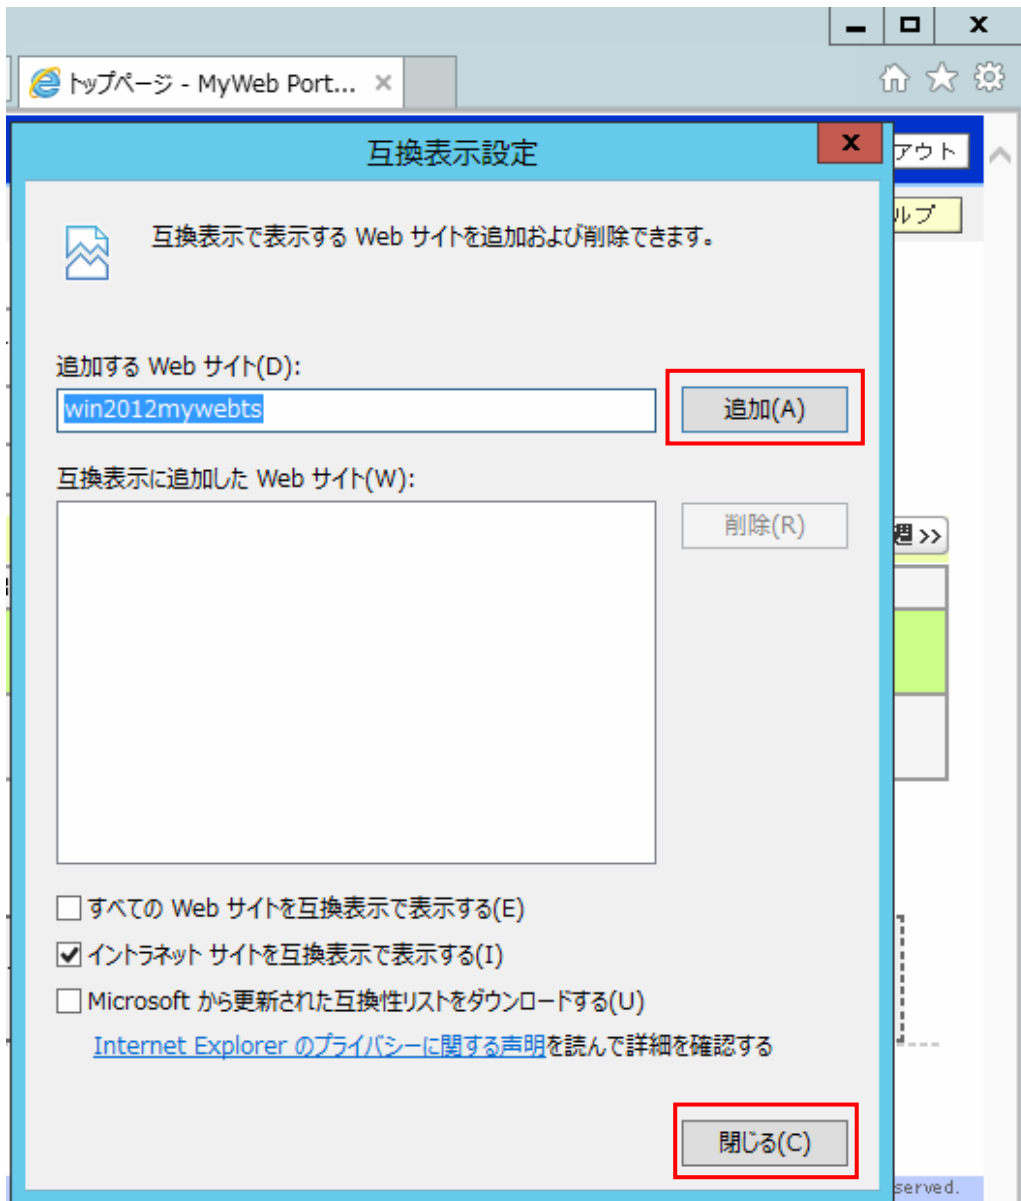 トップページ - MyWeb Port...
互換表示設定
アウト
ルプ
互換表示で表示する Web サイトを追加および削除できます。
追加する Web サイト(D):
win2012mywebts
追加(A)
互換表示に追加した Web サイト(W):
削除(R)
週 >>
すべての Web サイトを互換表示で表示する(E)
イントラネット サイトを互換表示で表示する(I)
Microsoft から更新された互換性リストをダウンロードする(U)
Internet Explorer のプライバシーに関する声明を読んで詳細を確認する
閉じる(C)
served.